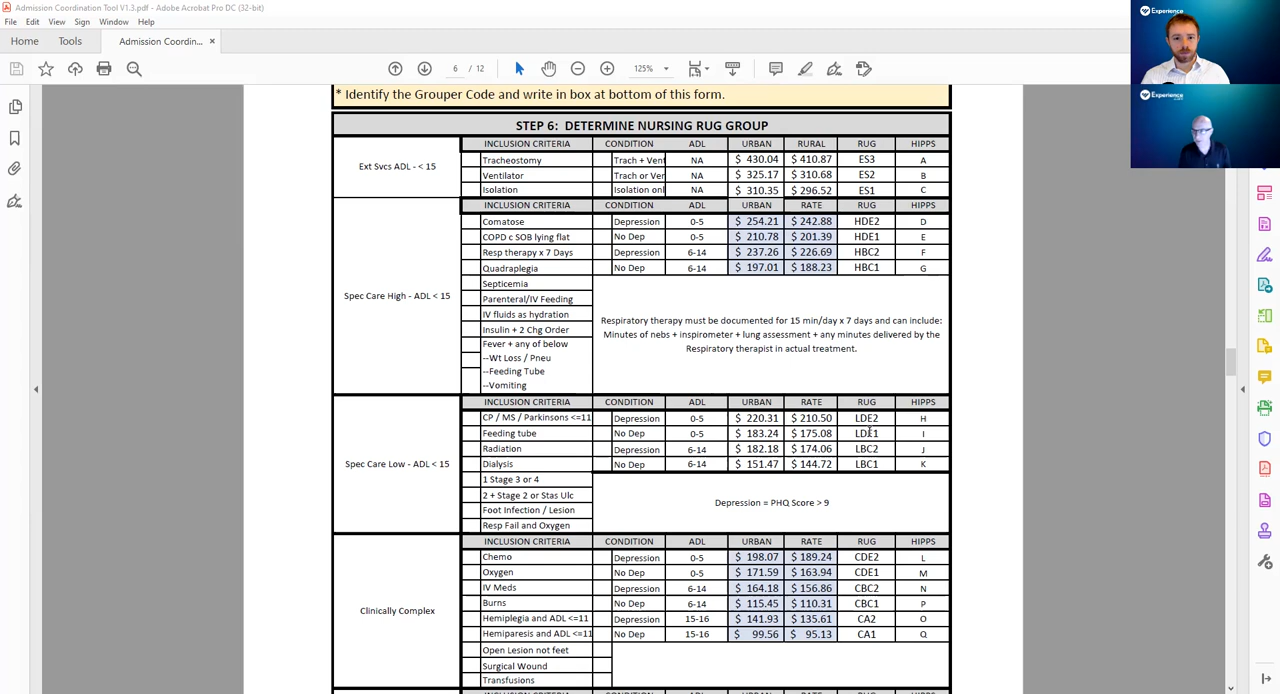 Admission Coordination Tool V1.3.pdf - Adobe Acrobat Pro DC (32-bit)
File Edit View Sign Window Help
Home Tools Admission Coordin... ×
6 / 12 125%
Experience
Experience
* Identify the Grouper Code and write in box at bottom of this form.
STEP 6: DETERMINE NURSING RUG GROUP
INCLUSION CRITERIA CONDITION ADL URBAN RURAL RUG HIPPS
Ext Svcs ADL - < 15
Tracheostomy Trach + Vent NA $ 430.04 $ 410.87 ES3 A
Ventilator Trach or Ver NA $ 325.17 $ 310.68 ES2 B
Isolation Isolation onl NA $ 310.35 $ 296.52 ES1 C
INCLUSION CRITERIA CONDITION ADL URBAN RATE RUG HIPPS
Comatose Depression 0-5 $ 254.21 $ 242.88 HDE2 D
COPD c SOB lying flat No Dep 0-5 $ 210.78 $ 201.39 HDE1 E
Resp therapy x 7 Days Depression 6-14 $ 237.26 $ 226.69 HBC2 F
Quadraplegia No Dep 6-14 $ 197.01 $ 188.23 HBC1 G
Spec Care High - ADL < 15
Septicemia
Parenteral/IV Feeding
IV fluids as hydration
Insulin + 2 Chg Order
Fever + any of below
--Wt Loss / Pneu
--Feeding Tube
--Vomiting
Respiratory therapy must be documented for 15 min/day x 7 days and can include:
Minutes of nebs + inspirometer + lung assessment + any minutes delivered by the
Respiratory therapist in actual treatment.
INCLUSION CRITERIA CONDITION ADL URBAN RATE RUG HIPPS
CP / MS / Parkinsons <=11 Depression 0-5 $ 220.31 $ 210.50 LDE2 H
Feeding tube No Dep 0-5 $ 183.24 $ 175.08 LDE1 I
Radiation Depression 6-14 $ 182.18 $ 174.06 LBC2 J
Dialysis No Dep 6-14 $ 151.47 $ 144.72 LBC1 K
Spec Care Low - ADL < 15
1 Stage 3 or 4
2 + Stage 2 or Stas Ulc
Foot Infection / Lesion
Resp Fail and Oxygen
Depression = PHQ Score > 9
INCLUSION CRITERIA CONDITION ADL URBAN RATE RUG HIPPS
Chemo Depression 0-5 $ 198.07 $ 189.24 CDE2 L
Oxygen No Dep 0-5 $ 171.59 $ 163.94 CDE1 M
IV Meds Depression 6-14 $ 164.18 $ 156.86 CBC2 N
Burns No Dep 6-14 $ 115.45 $ 110.31 CBC1 P
Clinically Complex
Hemiplegia and ADL <=11 Depression 15-16 $ 141.93 $ 135.61 CA2 O
Hemiparesis and ADL <=11 No Dep 15-16 $ 99.56 $ 95.13 CA1 Q
Open Lesion not feet
Surgical Wound
Transfusions
INCLUSION CRITERIA CONDITION ADL URBAN RATE RUG HIPPS